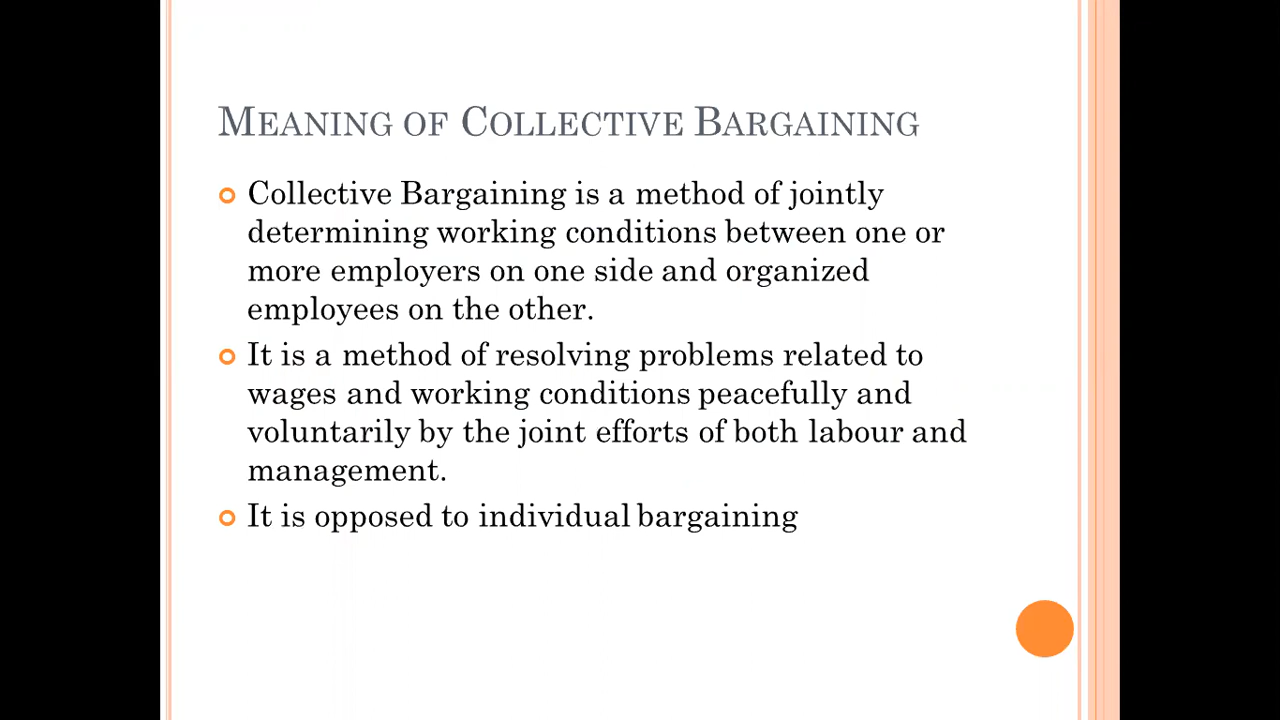 MEANING OF COLLECTIVE BARGAINING
Collective Bargaining is a method of jointly
determining working conditions between one or
more employers on one side and organized
employees on the other.
It is a method of resolving problems related to
wages and working conditions peacefully and
voluntarily by the joint efforts of both labour and
management.
It is opposed to individual bargaining